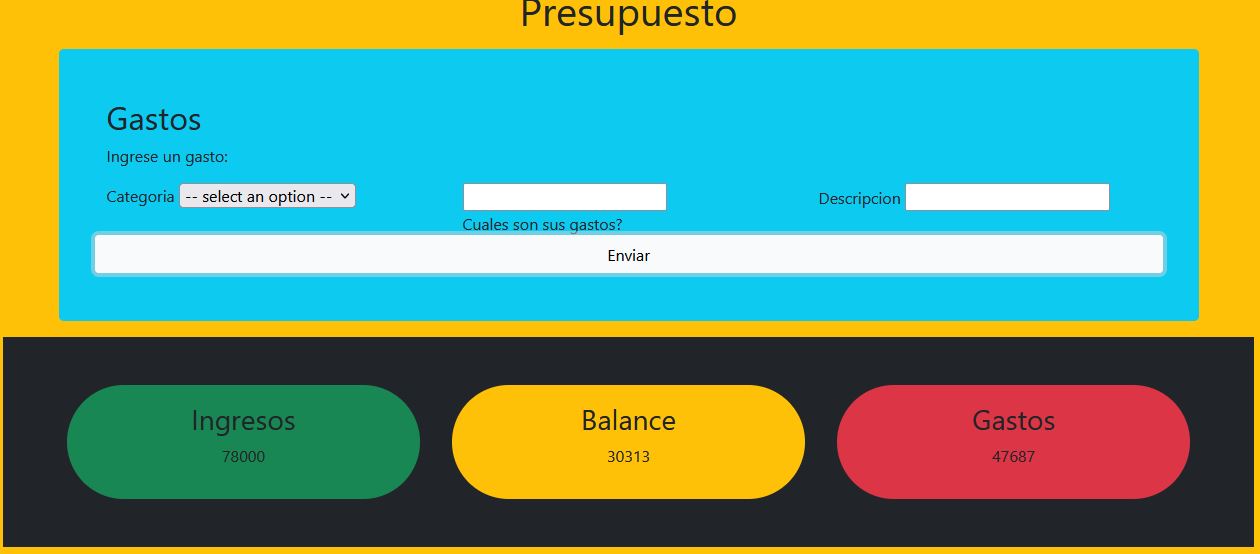 Presupuesto
Gastos
Ingrese un gasto:
Categoria -- select an option -- Descripcion
Cuales son sus gastos?
Enviar
Ingresos Balance Gastos
78000 30313 47687